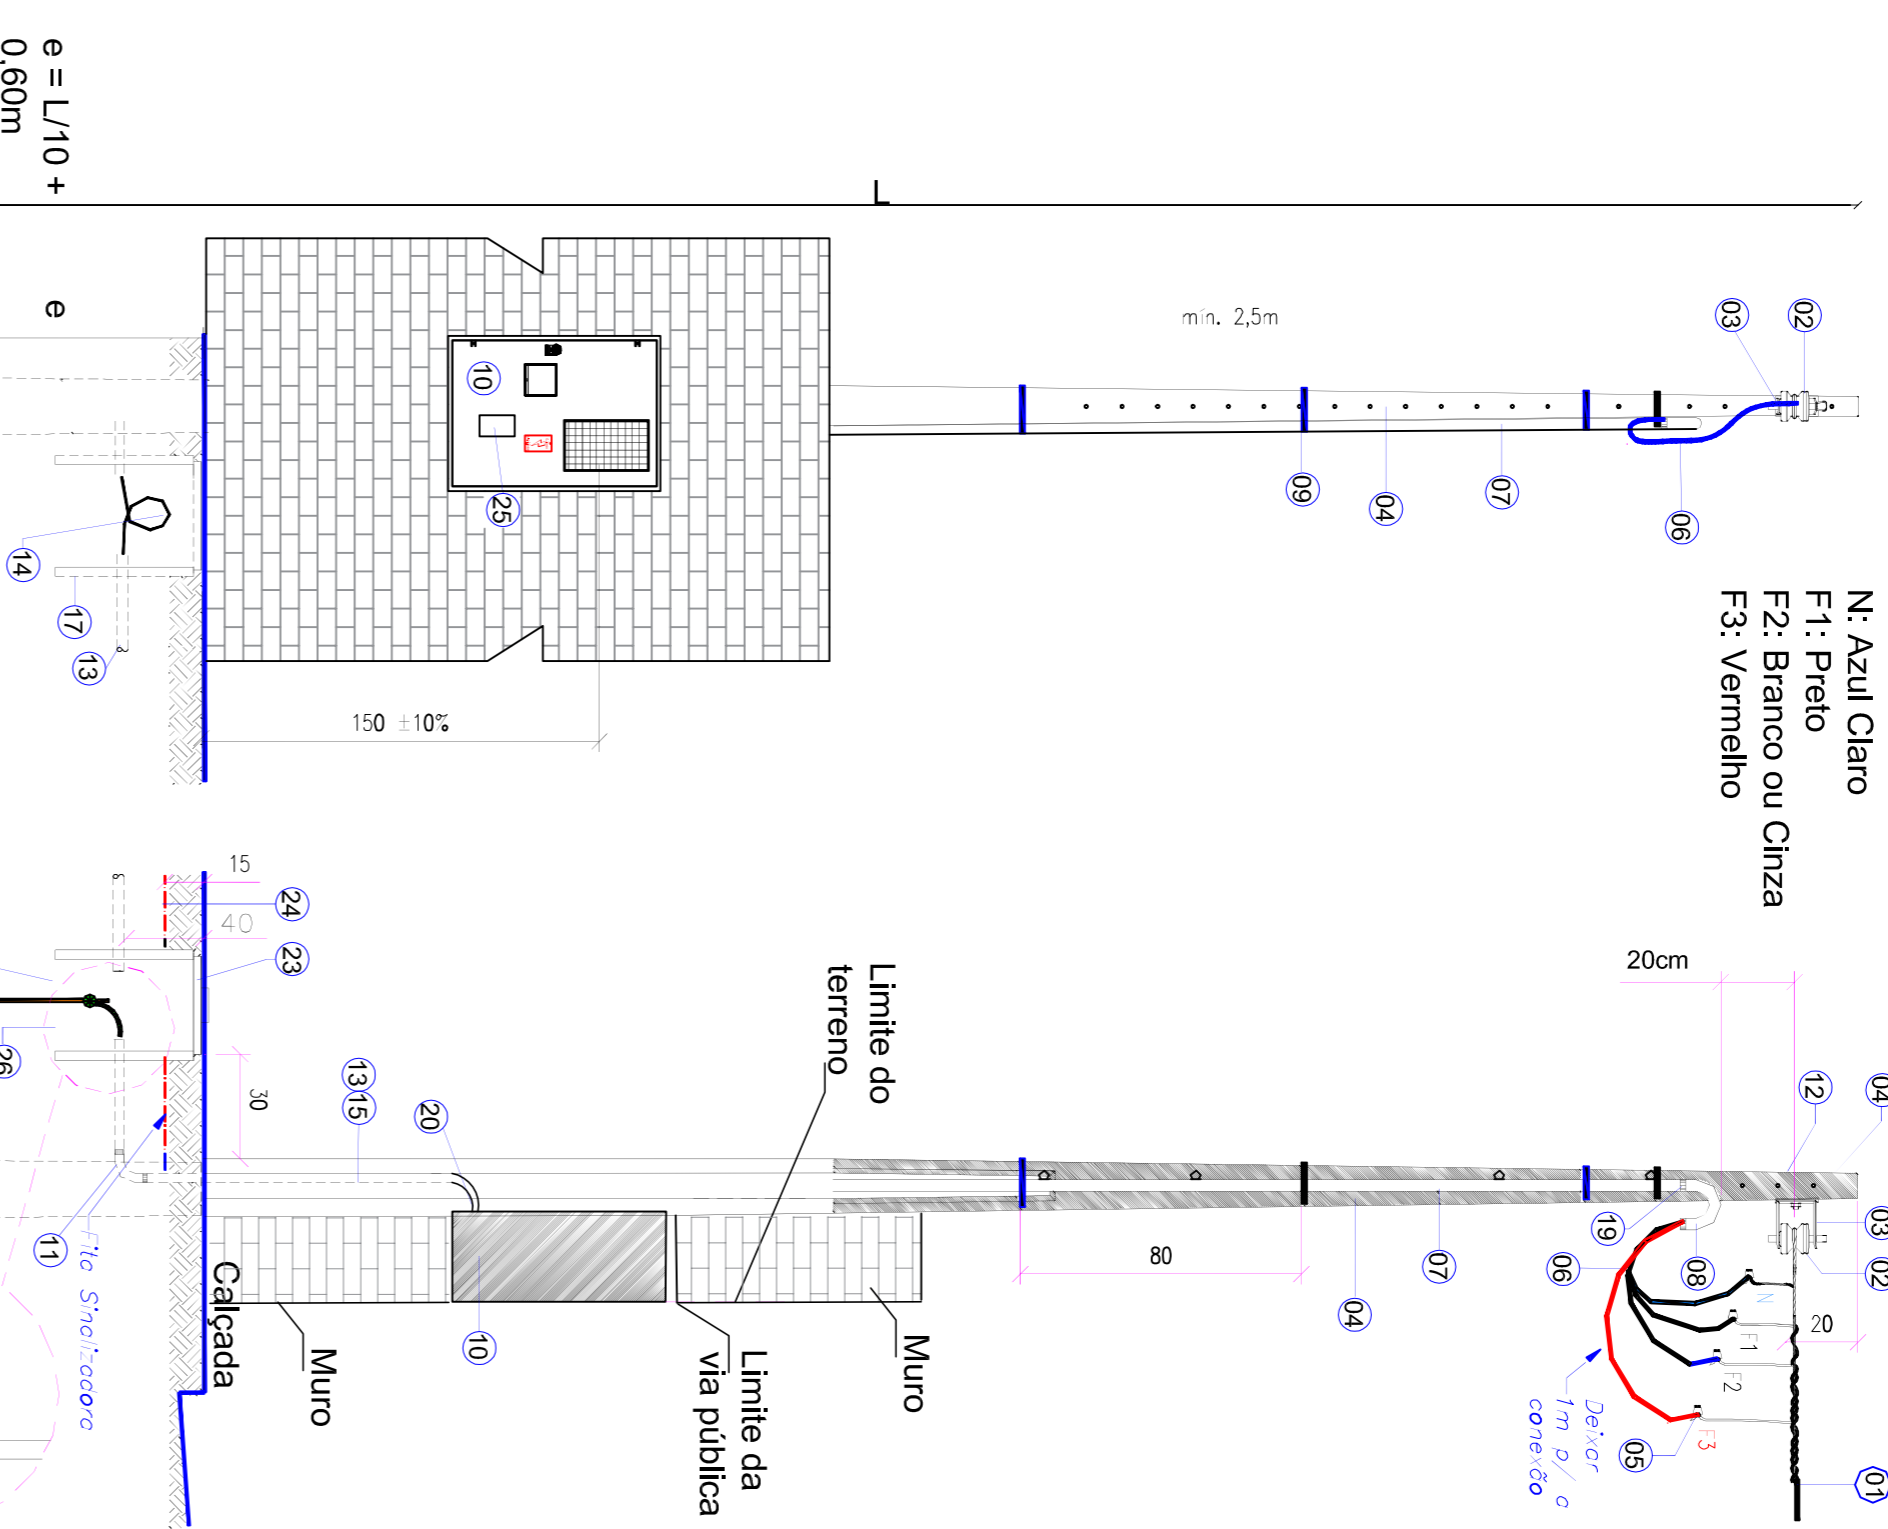 e = L/10 +
0,60m
e
L
mín. 2,5m
03
02
10
25
09
04
07
06
14
17
13
150 ±10%
N: Azul Claro
F1: Preto
F2: Branco ou Cinza
F3: Vermelho
15
40
24
23
30
26
13
15
20
11
Fita Sinalizadora
Calçada
Muro
10
Limite do
terreno
Limite da
via pública
Muro
80
04
07
20cm
12
04
03
02
19
08
06
N
F1
F2
F3
20
05
01
Deixar
1m p/ a
conexão